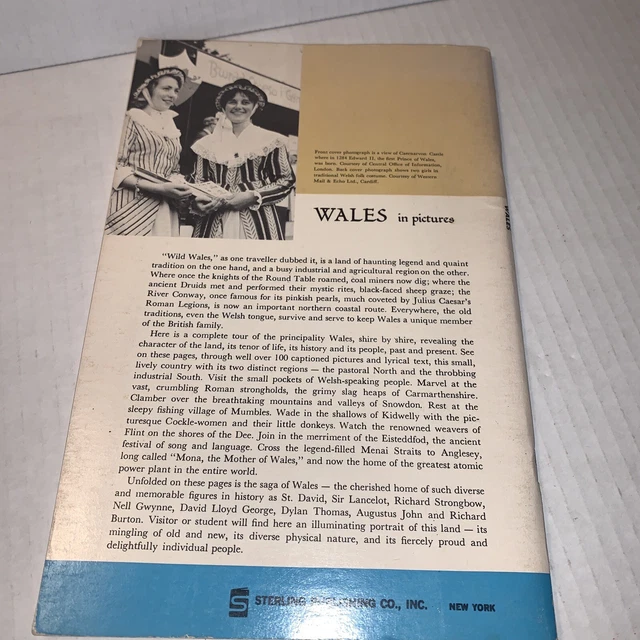 Front cover photograph is a view of Caernarvon Castle
where in 1284 Edward II, the first Prince of Wales,
was born. Courtesy of Central Office of Information,
London. Back cover photograph shows two girls in
traditional Welsh folk costume. Courtesy of Western
Mail & Echo Ltd., Cardiff.
WALES in pictures
WALES
"Wild Wales," as one traveller dubbed it, is a land of haunting legend and quaint
tradition on the one hand, and a busy industrial and agricultural region on the other.
Where once the knights of the Round Table roamed, coal miners now dig; where the
ancient Druids met and performed their mystic rites, black-faced sheep graze; the
River Conway, once famous for its pinkish pearls, much coveted by Julius Caesar's
Roman Legions, is now an important northern coastal route. Everywhere, the old
traditions, even the Welsh tongue, survive and serve to keep Wales a unique member
of the British family.
Here is a complete tour of the principality Wales, shire by shire, revealing the
character of the land, its tenor of life, its history and its people, past and present. See
on these pages, through well over 100 captioned pictures and lyrical text, this small,
lively country with its two distinct regions — the pastoral North and the throbbing
industrial South. Visit the small pockets of Welsh-speaking people. Marvel at the
vast, crumbling Roman strongholds, the grimy slag heaps of Carmarthenshire.
Clamber over the breathtaking mountains and valleys of Snowdon. Rest at the
sleepy fishing village of Mumbles. Wade in the shallows of Kidwelly with the pic-
turesque Cockle-women and their little donkeys. Watch the renowned weavers of
Flint on the shores of the Dee. Join in the merriment of the Eisteddfod, the ancient
festival of song and language. Cross the legend-filled Menai Straits to Anglesey,
long called "Mona, the Mother of Wales," and now the home of the greatest atomic
power plant in the entire world.
Unfolded on these pages is the saga of Wales — the cherished home of such diverse
and memorable figures in history as St. David, Sir Lancelot, Richard Strongbow,
Nell Gwynne, David Lloyd George, Dylan Thomas, Augustus John and Richard
Burton. Visitor or student will find here an illuminating portrait of this land — its
mingling of old and new, its diverse physical nature, and its fiercely proud and
delightfully individual people.
STERLING PUBLISHING CO., INC. NEW YORK